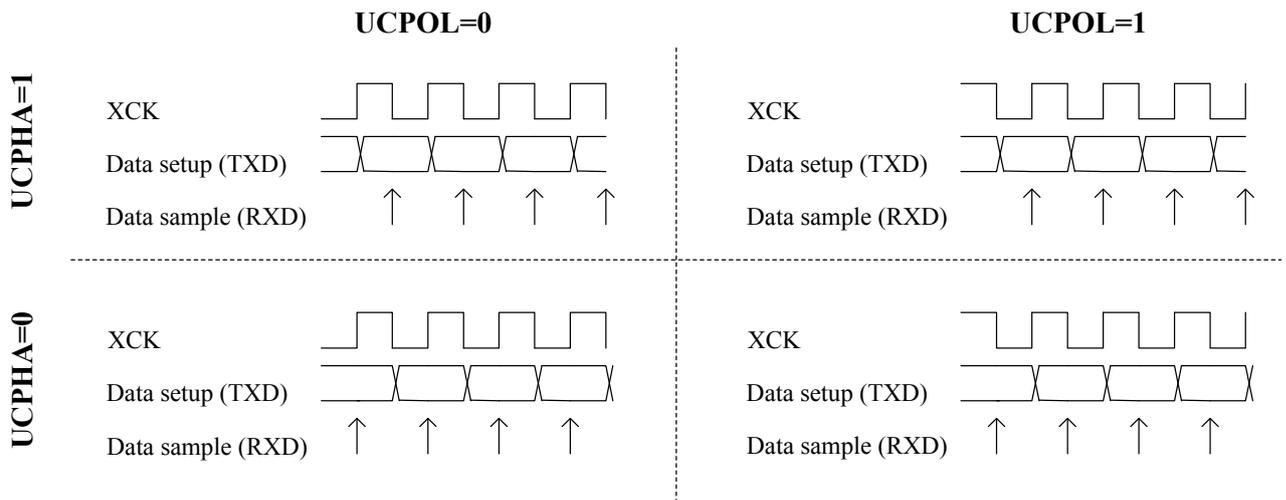 UCPOL=0
UCPOL=1
UCPHA=1
XCK
Data setup (TXD)
Data sample (RXD)
XCK
Data setup (TXD)
Data sample (RXD)
UCPHA=0
XCK
Data setup (TXD)
Data sample (RXD)
XCK
Data setup (TXD)
Data sample (RXD)